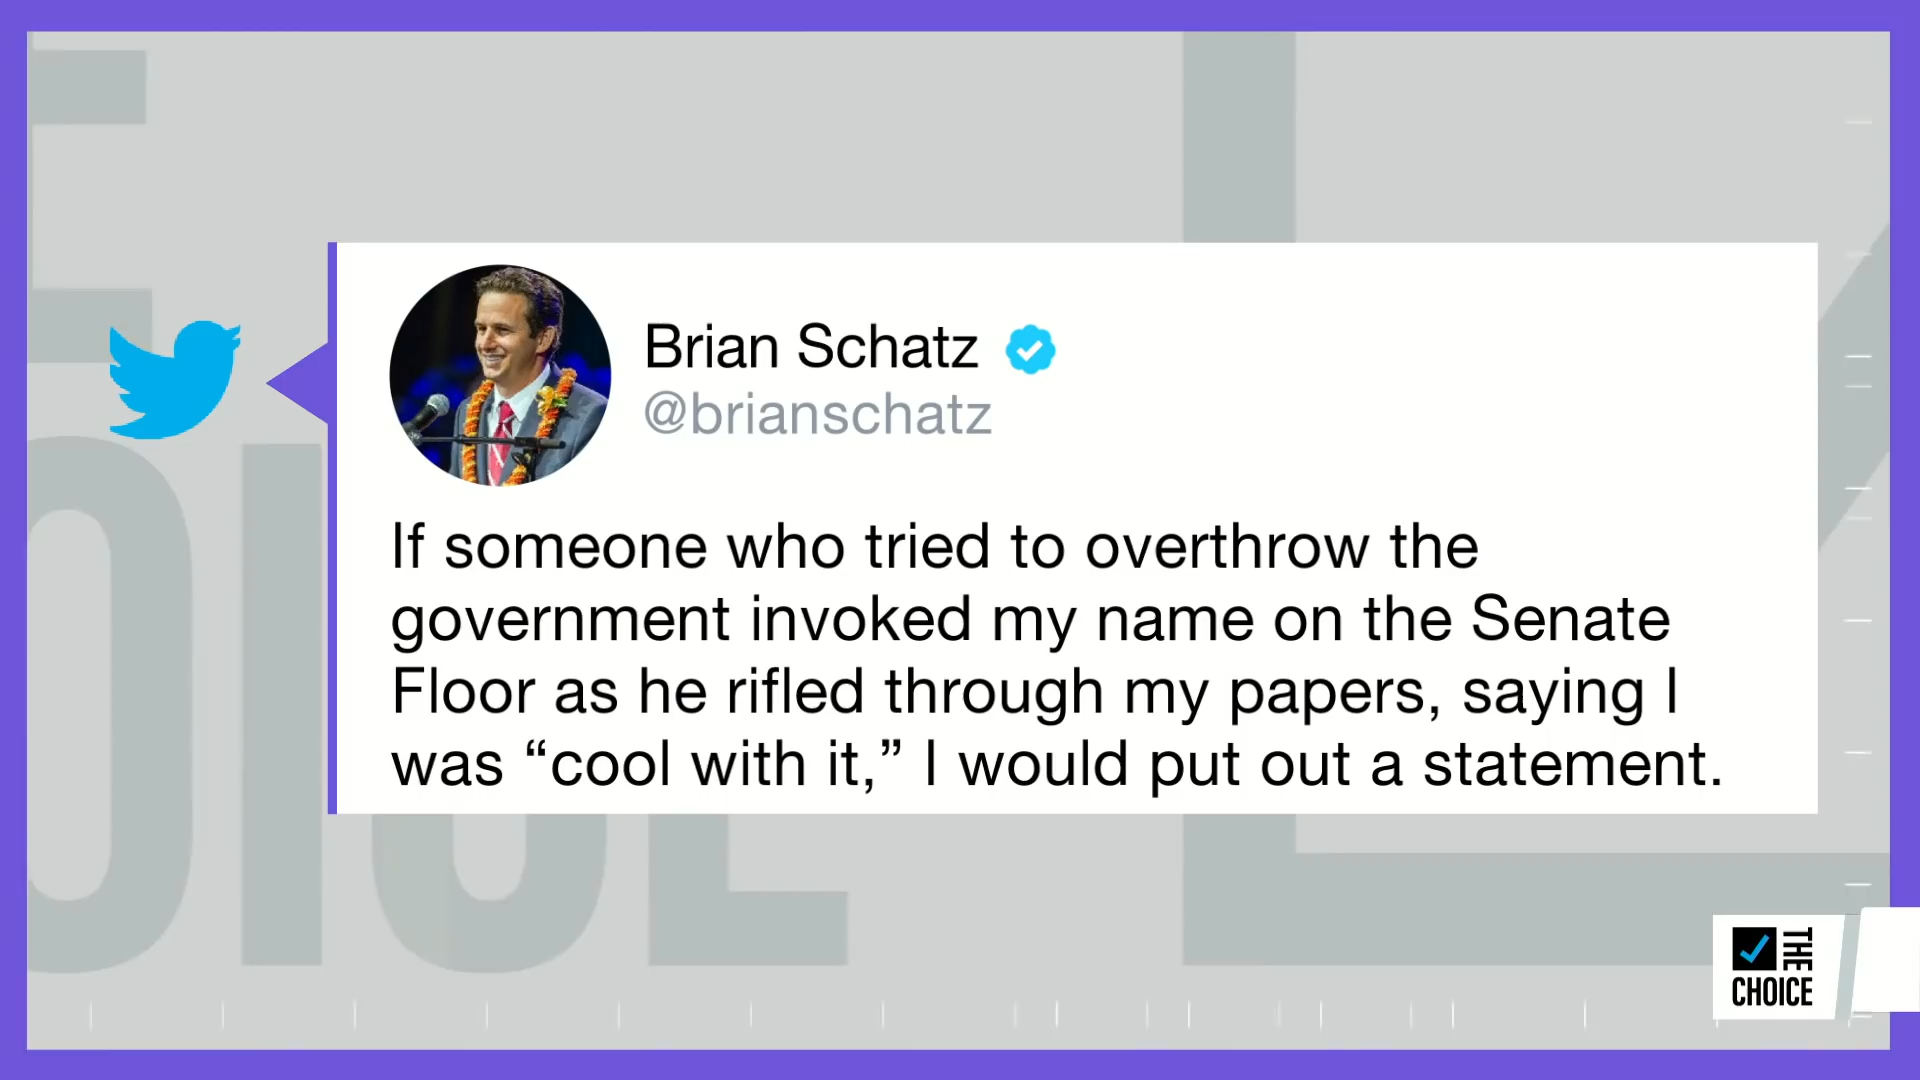 Brian Schatz
@brianschatz
If someone who tried to overthrow the
government invoked my name on the Senate
Floor as he rifled through my papers, saying I
was “cool with it,” I would put out a statement.
THE
CHOICE